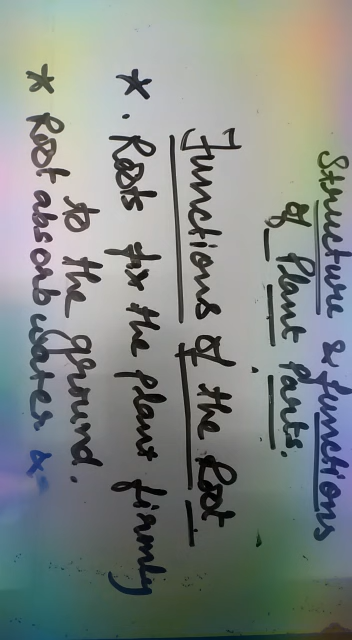 Structure & functions
of Plant Parts.
Functions of the Root
* . Roots fix the plant firmly
to the ground.
* Root absorb water &